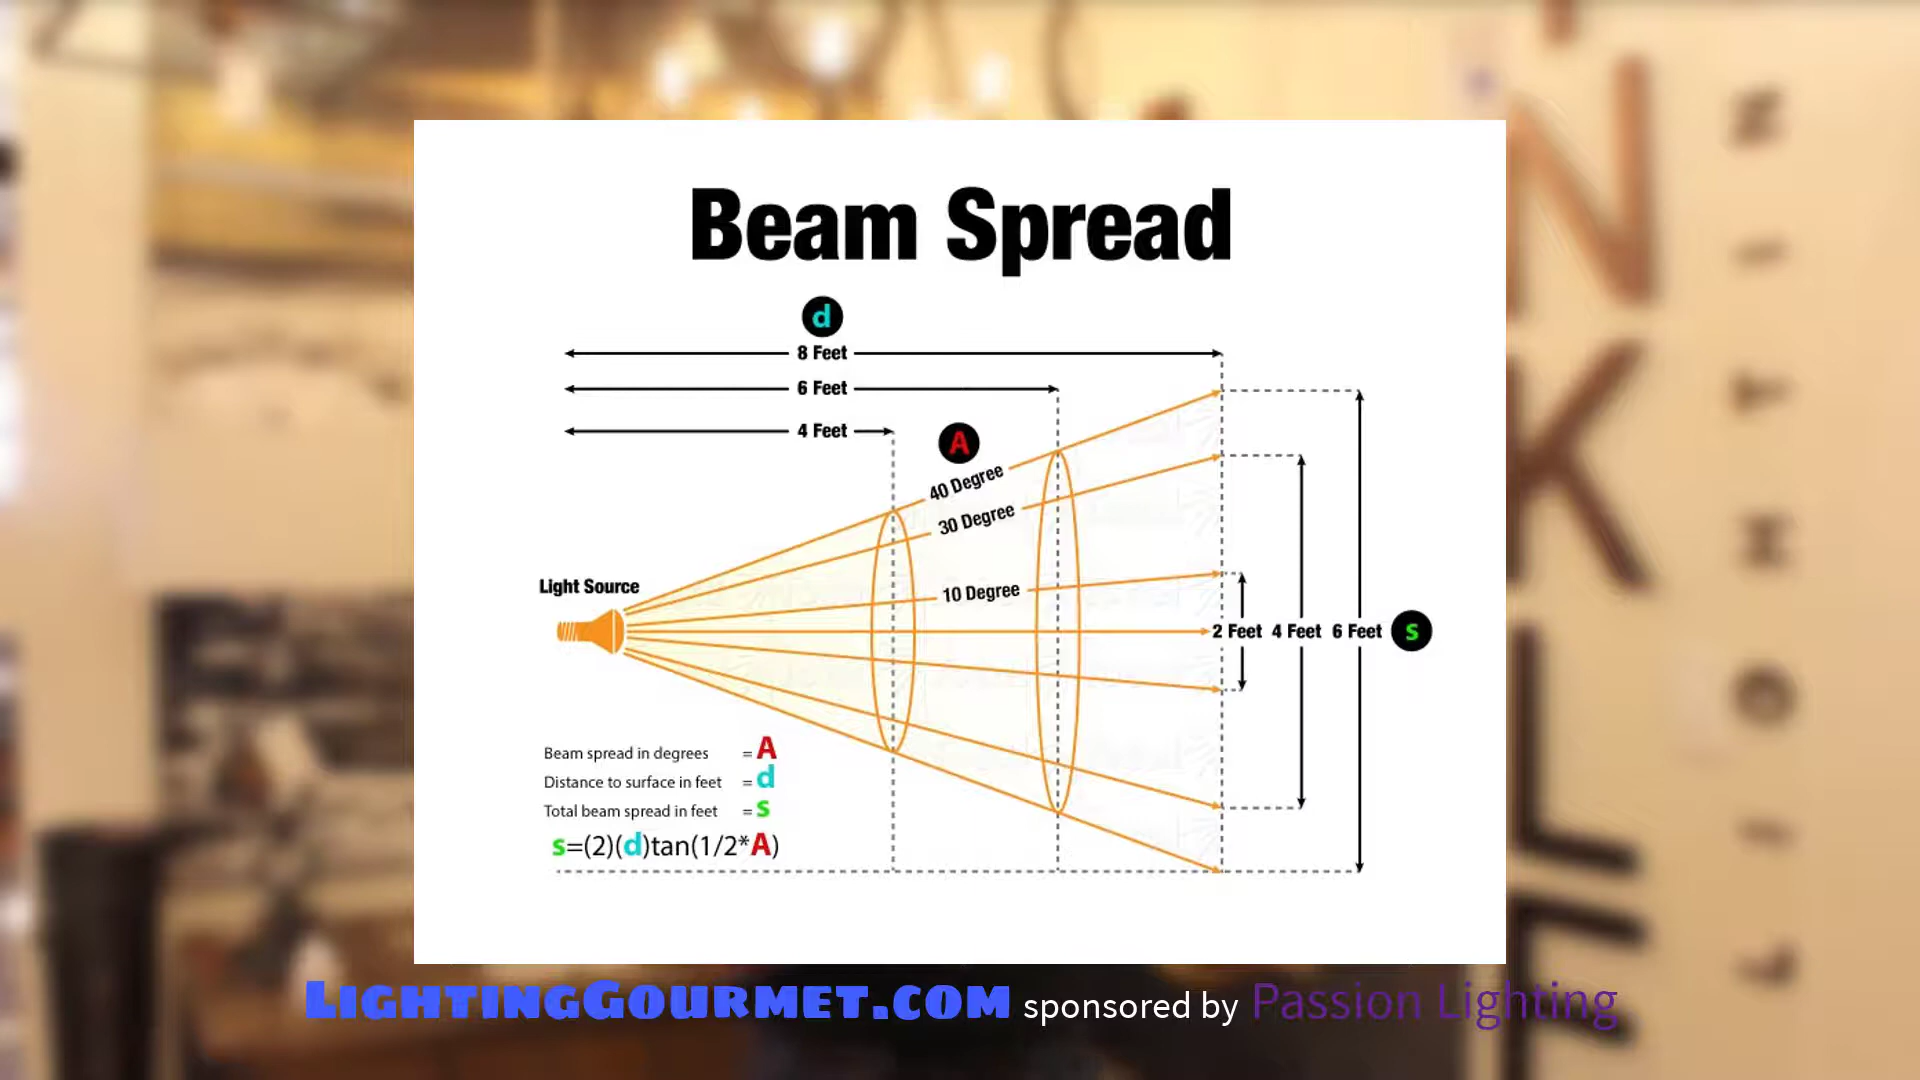 Beam Spread
d
8 Feet
6 Feet
4 Feet
A
40 Degree
30 Degree
10 Degree
Light Source
2 Feet 4 Feet 6 Feet s
Beam spread in degrees = A
Distance to surface in feet = d
Total beam spread in feet = s
s=(2)(d)tan(1/2*A)
LightingGourmet.com sponsored by Passion Lighting